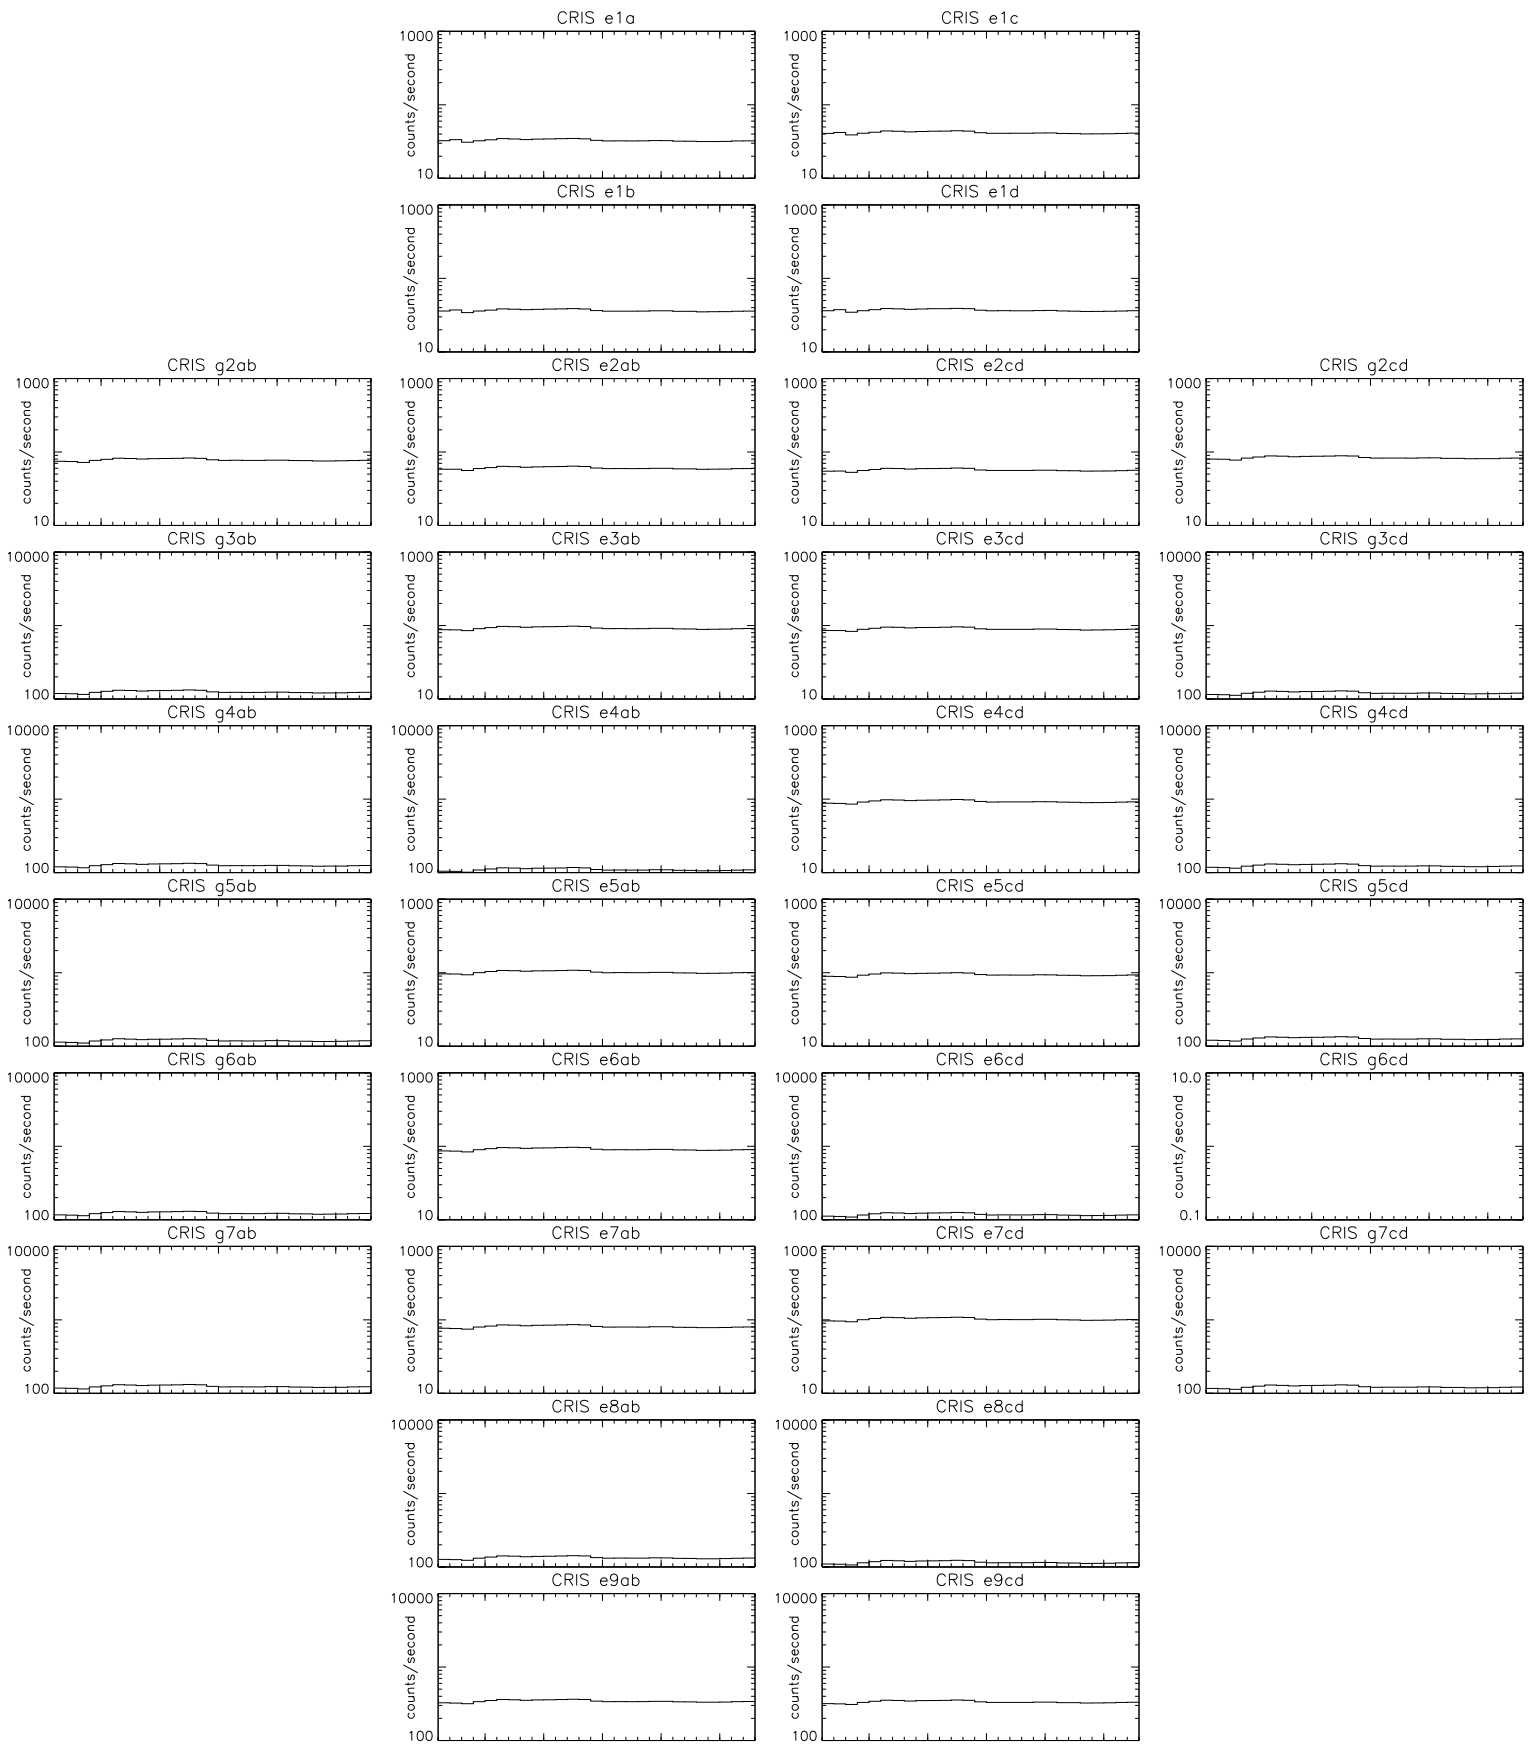 CRIS e1a
CRIS e1c
1000
counts/second
10
1000
counts/second
10
CRIS e1b
CRIS e1d
1000
counts/second
10
1000
counts/second
10
CRIS g2ab
CRIS e2ab
CRIS e2cd
CRIS g2cd
1000
counts/second
10
1000
counts/second
10
1000
counts/second
10
1000
counts/second
10
CRIS g3ab
CRIS e3ab
CRIS e3cd
CRIS g3cd
10000
counts/second
100
1000
counts/second
10
1000
counts/second
10
10000
counts/second
100
CRIS g4ab
CRIS e4ab
CRIS e4cd
CRIS g4cd
10000
counts/second
100
10000
counts/second
100
1000
counts/second
10
10000
counts/second
100
CRIS g5ab
CRIS e5ab
CRIS e5cd
CRIS g5cd
10000
counts/second
100
1000
counts/second
10
1000
counts/second
10
10000
counts/second
100
CRIS g6ab
CRIS e6ab
CRIS e6cd
CRIS g6cd
10000
counts/second
100
1000
counts/second
10
10000
counts/second
100
10.0
counts/second
0.1
CRIS g7ab
CRIS e7ab
CRIS e7cd
CRIS g7cd
10000
counts/second
100
1000
counts/second
10
1000
counts/second
10
10000
counts/second
100
CRIS e8ab
CRIS e8cd
10000
counts/second
100
10000
counts/second
100
CRIS e9ab
CRIS e9cd
10000
counts/second
100
10000
counts/second
100